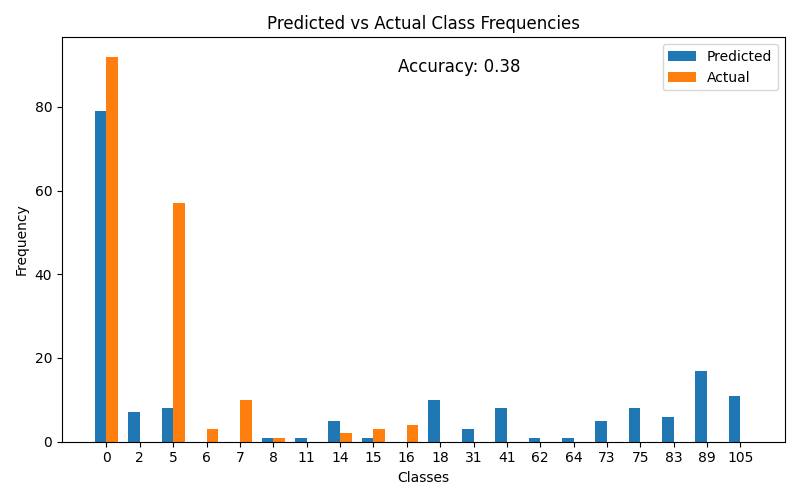 Predicted vs Actual Class Frequencies
Accuracy: 0.38
Predicted
Actual
Frequency
80
60
40
20
0
0 2 5 6 7 8 11 14 15 16 18 31 41 62 64 73 75 83 89 105
Classes